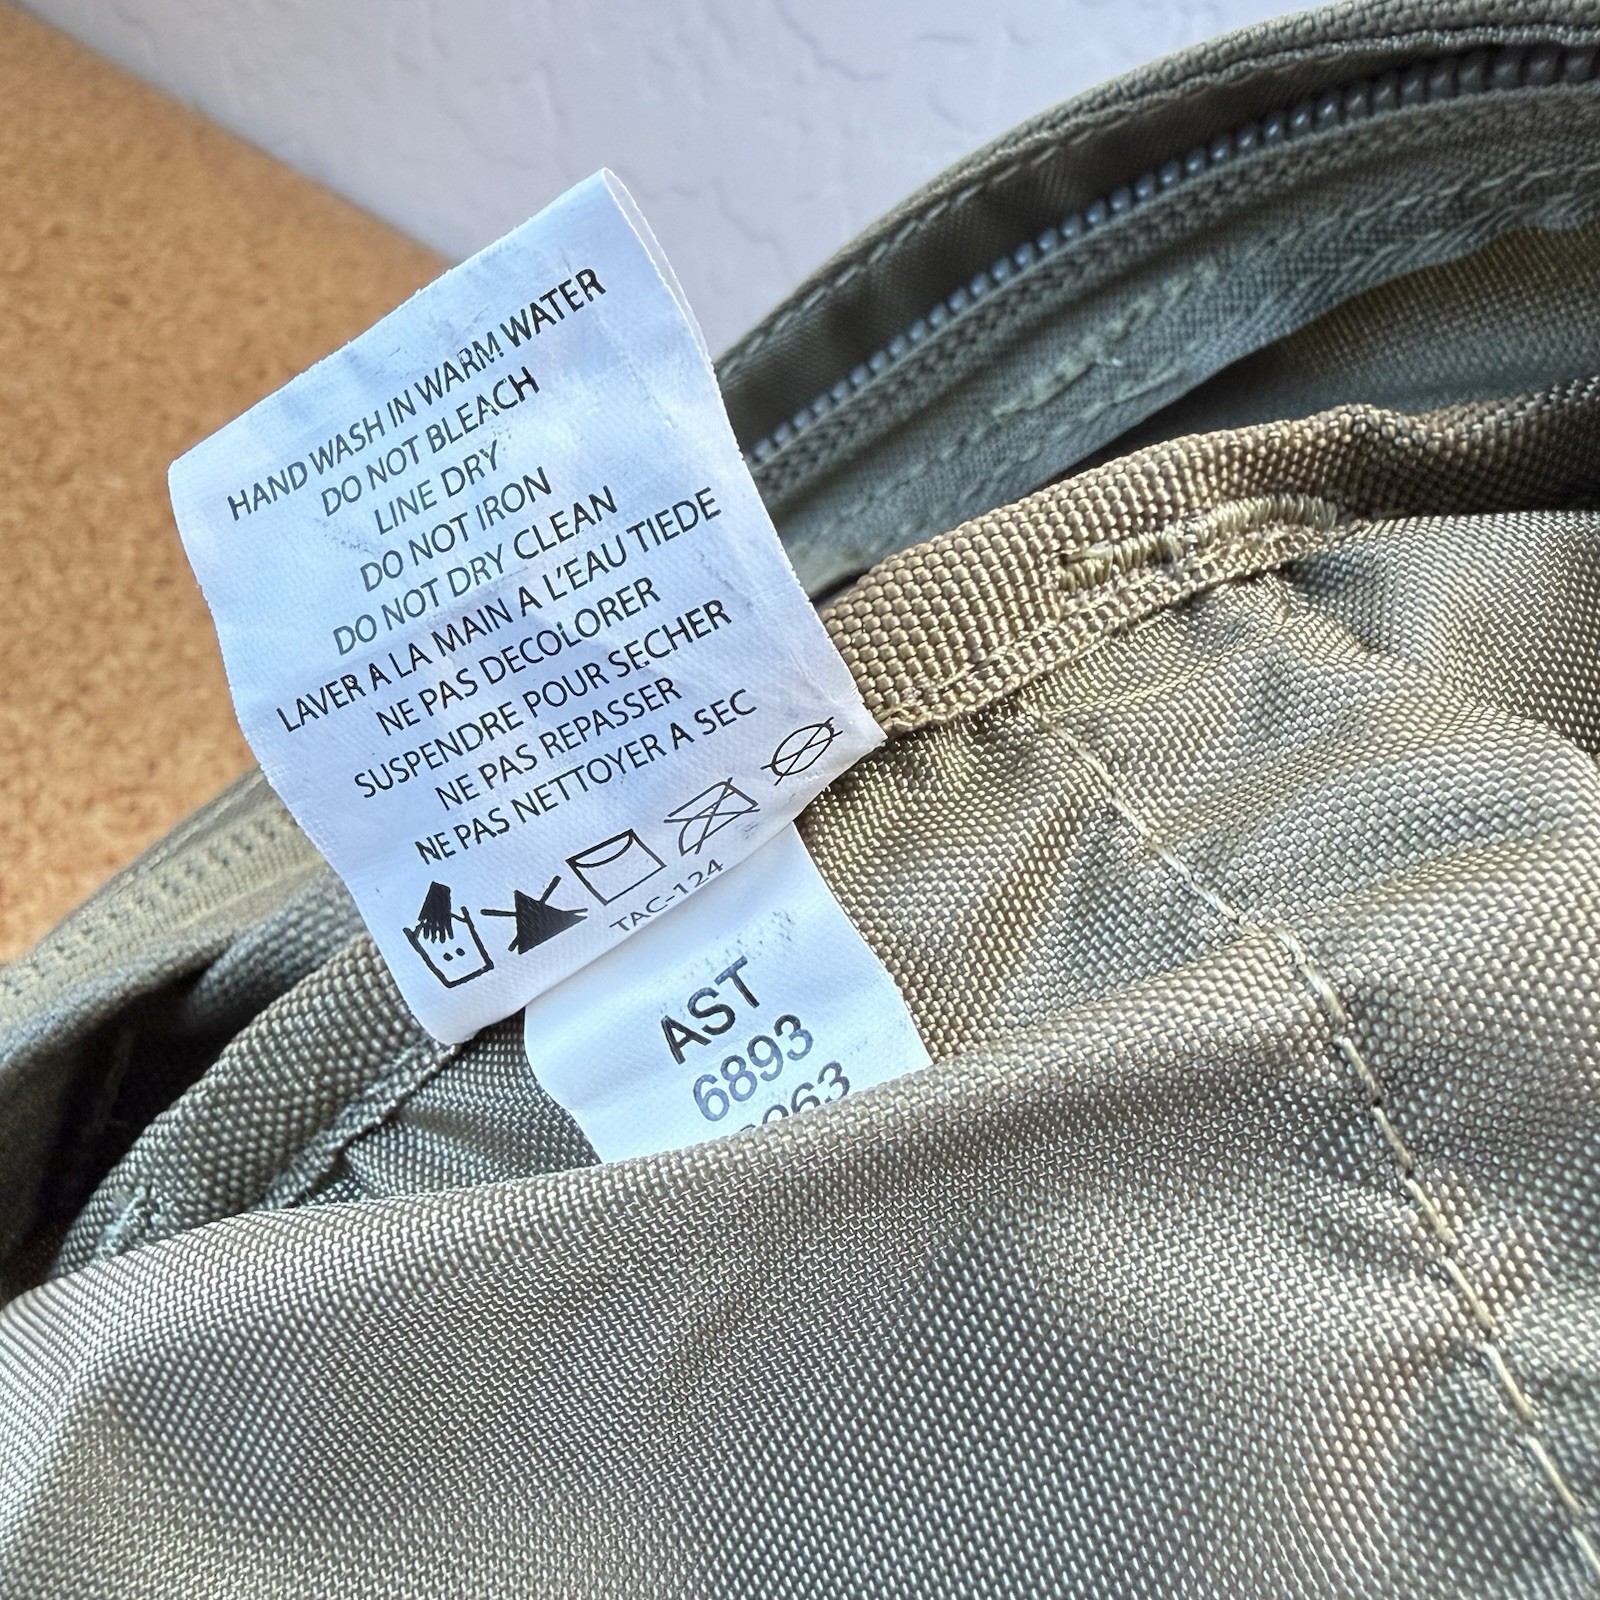 HAND WASH IN WARM WATER
DO NOT BLEACH
LINE DRY
DO NOT IRON
DO NOT DRY CLEAN
LAVER A LA MAIN A L'EAU TIEDE
NE PAS DECOLORER
SUSPENDRE POUR SECHER
NE PAS REPASSER
NE PAS NETTOYER A SEC
TAC-124
AST
6893